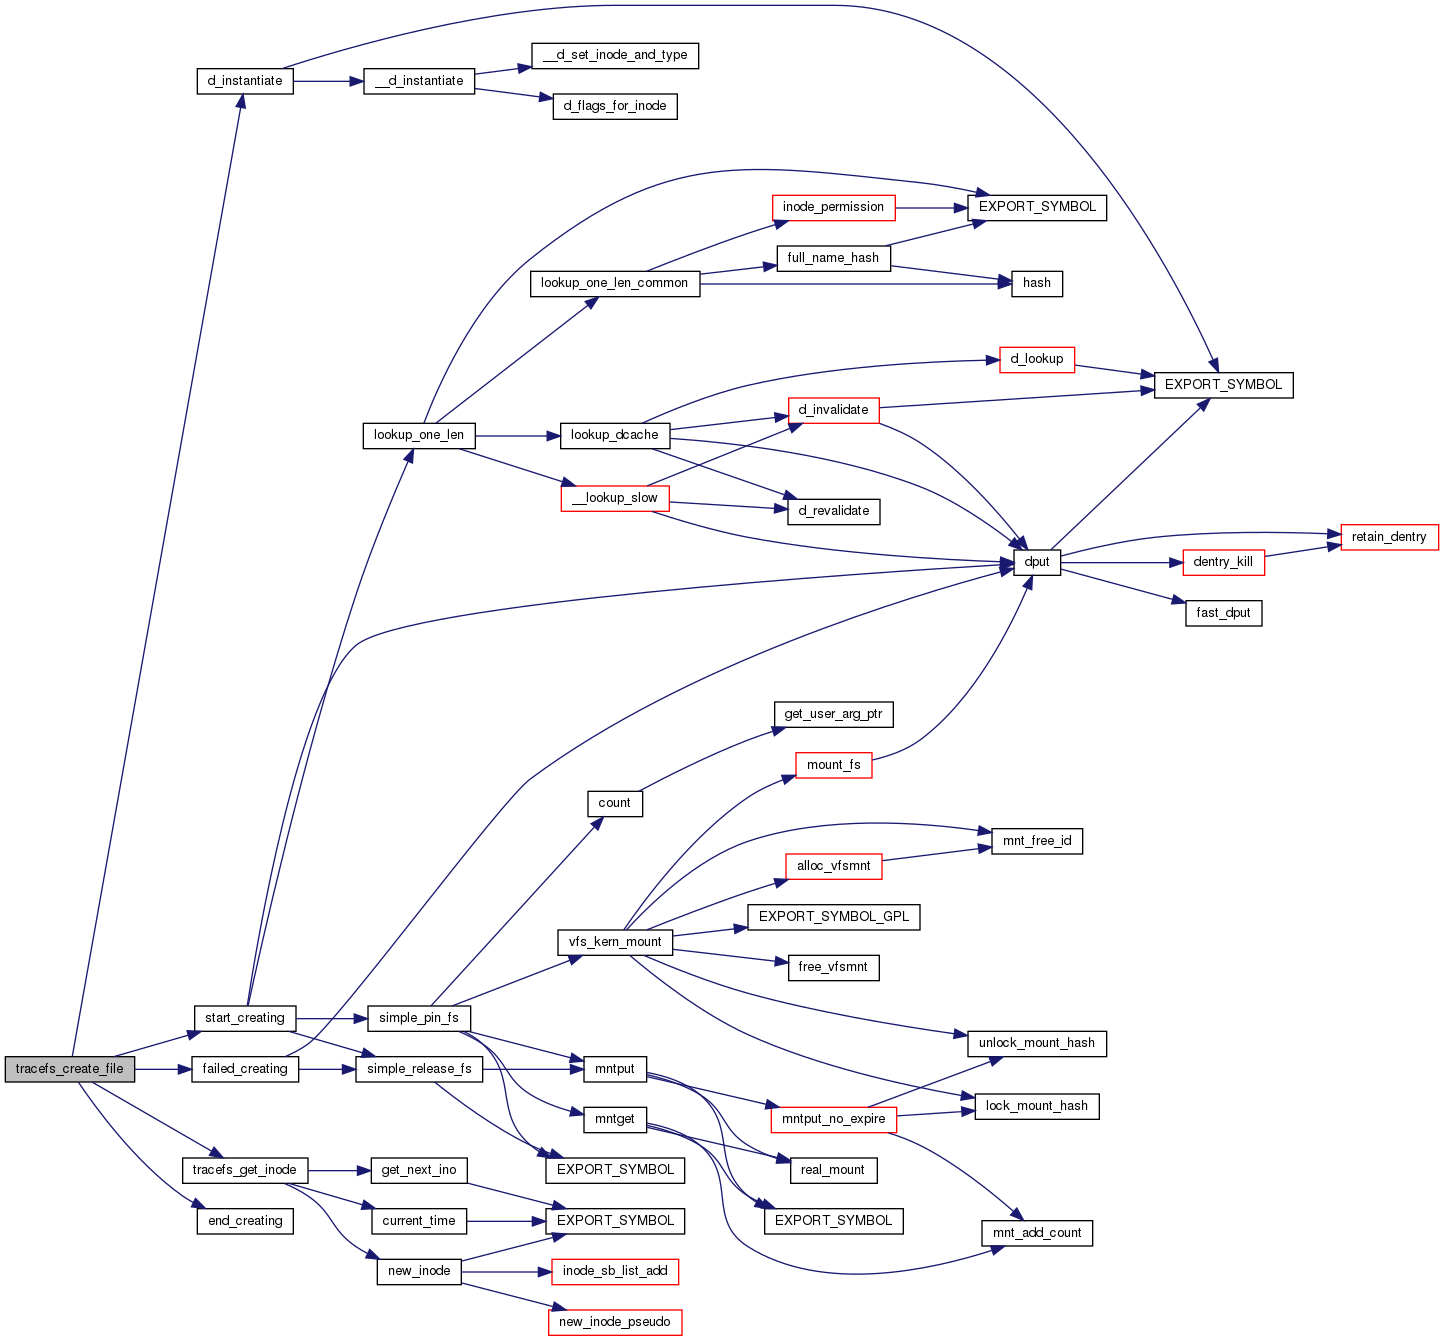 __d_set_inode_and_type
d_instantiate
__d_instantiate
d_flags_for_inode
inode_permission
EXPORT_SYMBOL
full_name_hash
lookup_one_len_common
hash
d_lookup
EXPORT_SYMBOL
d_invalidate
lookup_one_len
lookup_dcache
__lookup_slow
d_revalidate
retain_dentry
dput
dentry_kill
fast_dput
get_user_arg_ptr
mount_fs
count
mnt_free_id
alloc_vfsmnt
EXPORT_SYMBOL_GPL
vfs_kern_mount
free_vfsmnt
start_creating
simple_pin_fs
unlock_mount_hash
tracefs_create_file
failed_creating
simple_release_fs
mntput
lock_mount_hash
mntget
mntput_no_expire
tracefs_get_inode
get_next_ino
EXPORT_SYMBOL
real_mount
end_creating
current_time
EXPORT_SYMBOL
EXPORT_SYMBOL
mnt_add_count
new_inode
inode_sb_list_add
new_inode_pseudo